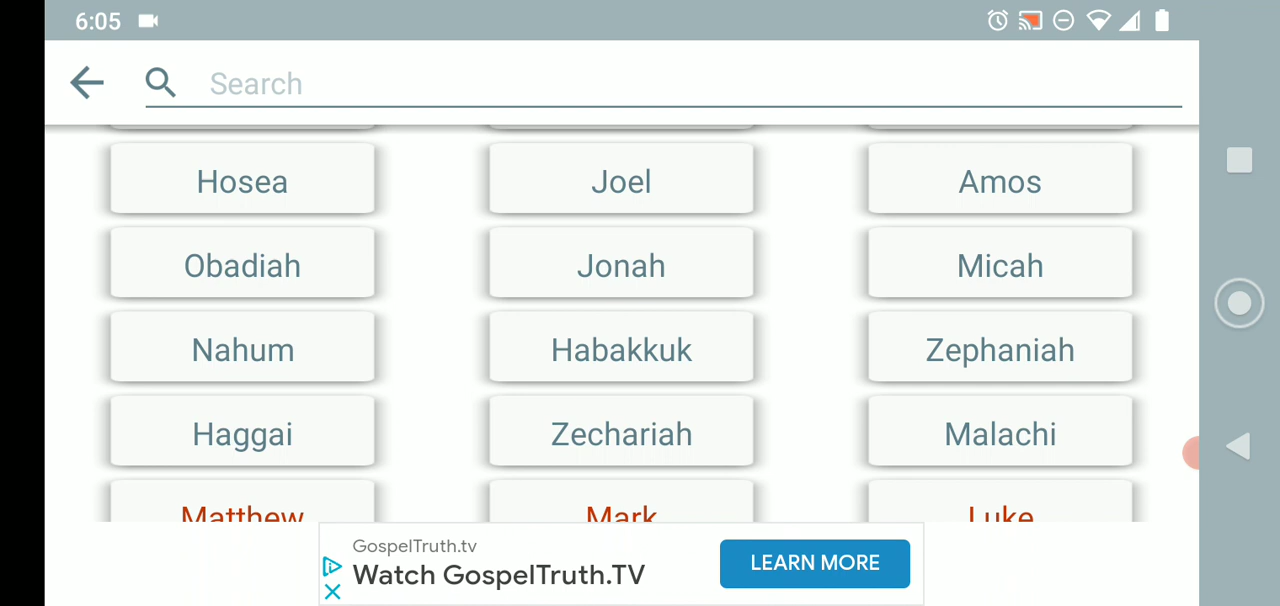 6:05
Search
Hosea Joel Amos
Obadiah Jonah Micah
Nahum Habakkuk Zephaniah
Haggai Zechariah Malachi
Matthew Mark Luke
GospelTruth.tv
Watch GospelTruth.TV
LEARN MORE